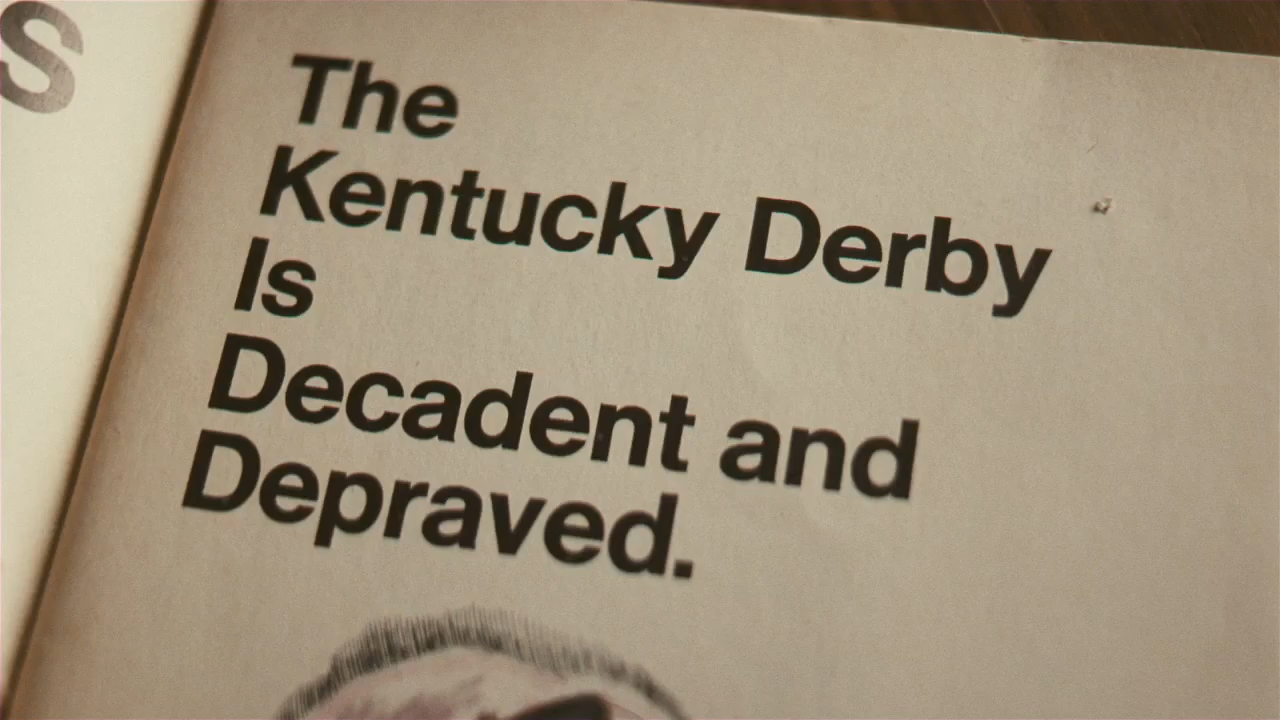 S
The
Kentucky Derby
Is
Decadent and
Depraved.